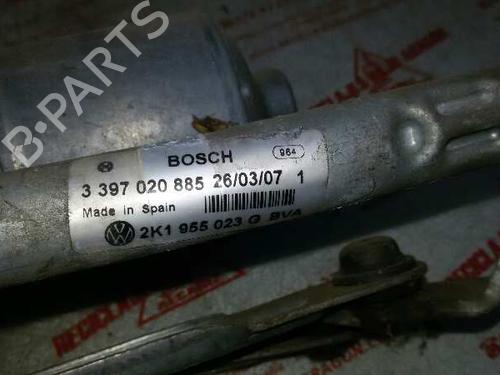 B-PARTS
BOSCH
964
3 397 020 885 26/03/07 1
Made in Spain
2K1 955 023 G BVA